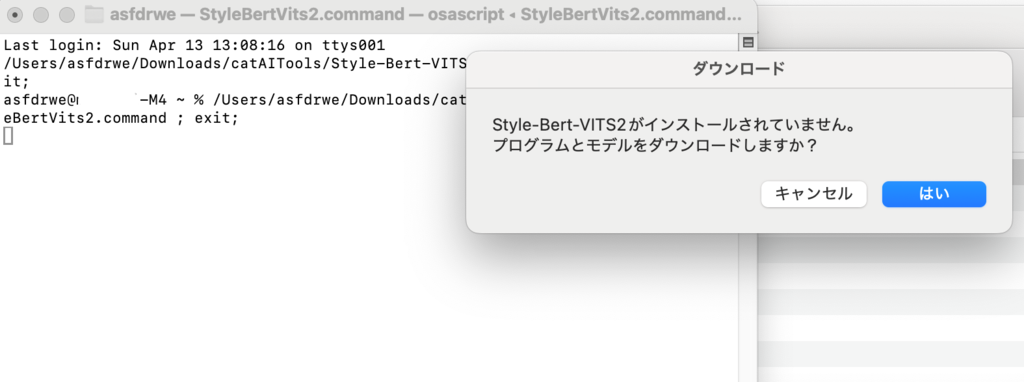 asfdrwe — StyleBertVits2.command — osascript ◂ StyleBertVits2.command...
Last login: Sun Apr 13 13:08:16 on ttys001
/Users/asfdrwe/Downloads/catAITools/Style-Bert-VITS
it;
asfdrwe@ -M4 ~ % /Users/asfdrwe/Downloads/cat
eBertVits2.command ; exit;
ダウンロード
Style-Bert-VITS2がインストールされていません。
プログラムとモデルをダウンロードしますか？
キャンセル
はい